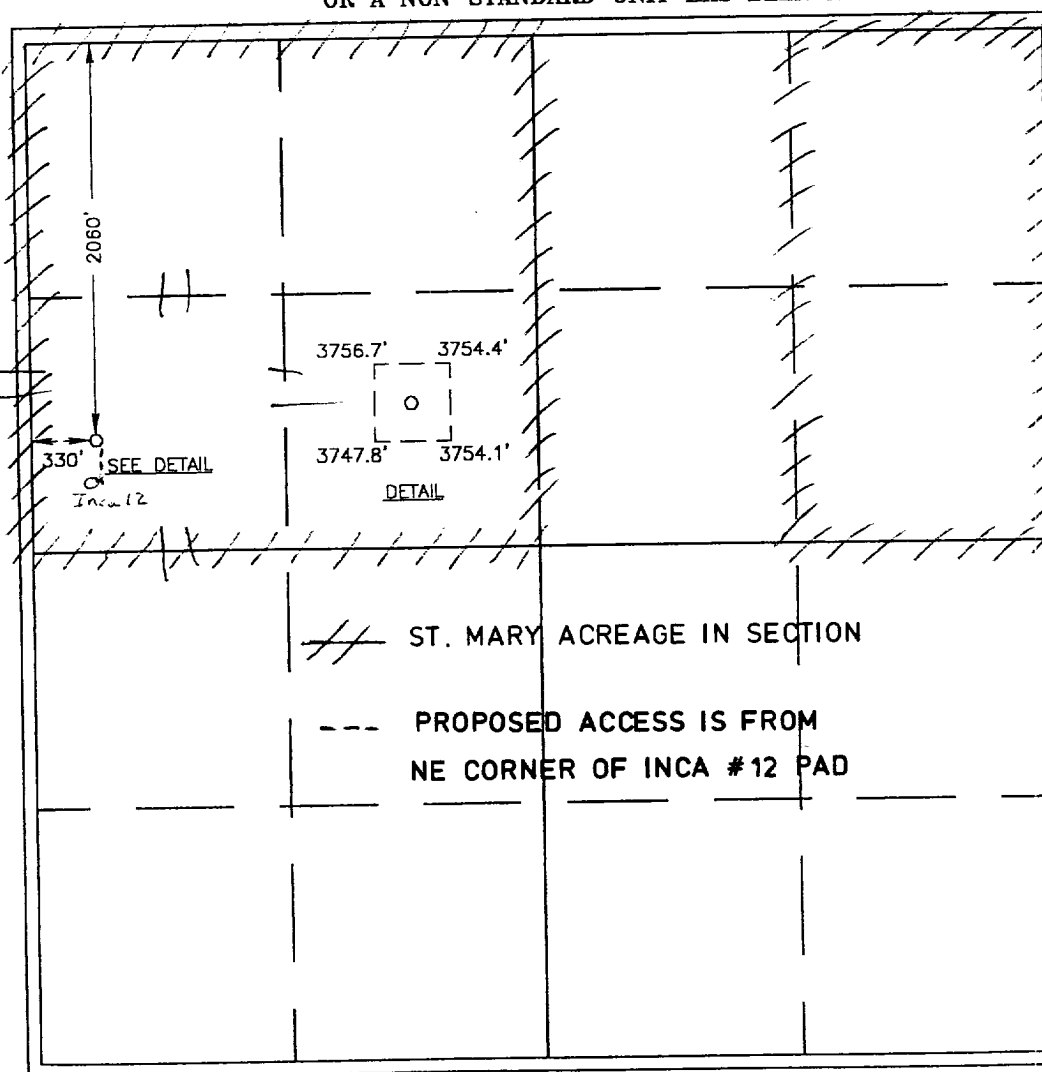 2060'
3756.7' 3754.4'
330'
SEE DETAIL
3747.8' 3754.1'
Inca 12
DETAIL
ST. MARY ACREAGE IN SECTION
PROPOSED ACCESS IS FROM
NE CORNER OF INCA #12 PAD